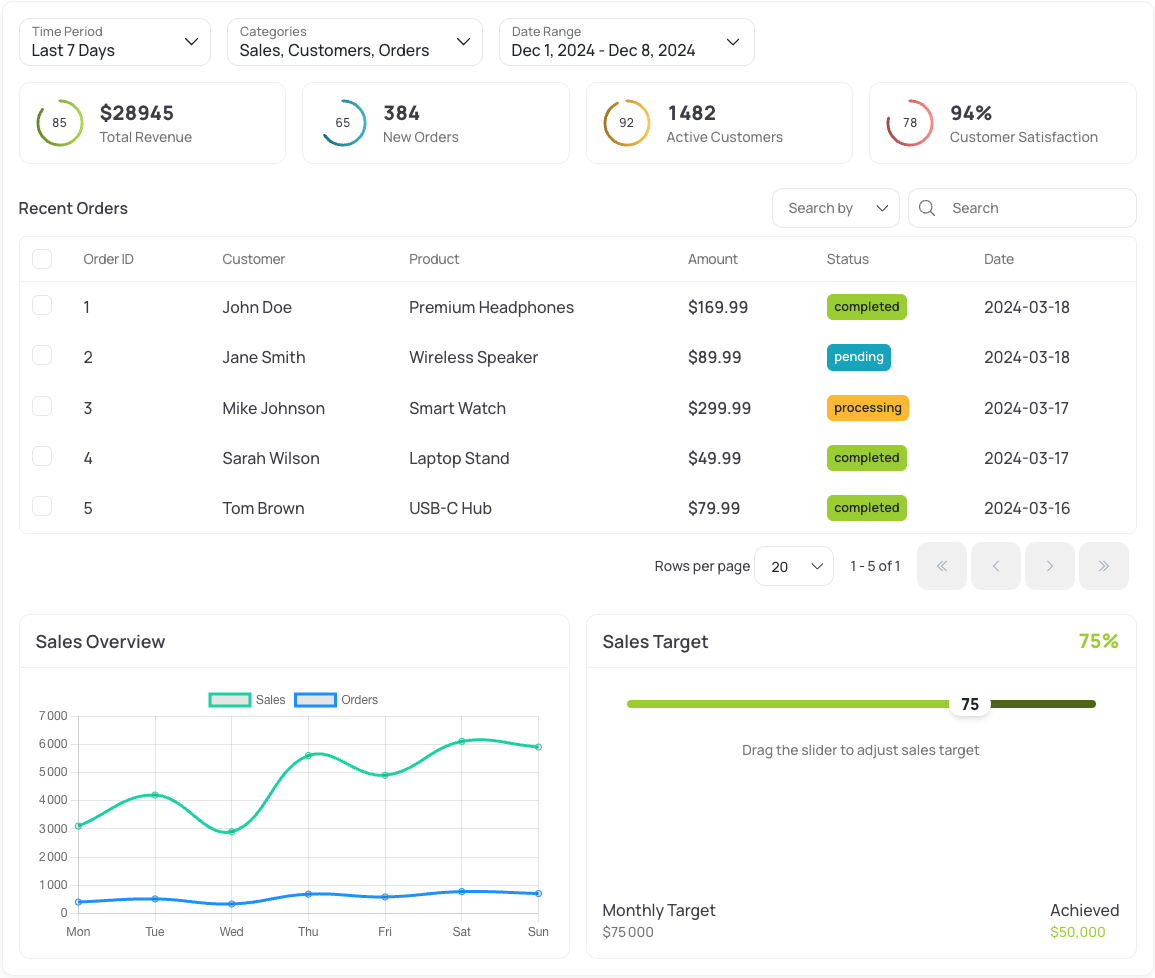 Time Period
Last 7 Days
Categories
Sales, Customers, Orders
Date Range
Dec 1, 2024 - Dec 8, 2024
85
$28945
Total Revenue
65
384
New Orders
92
1482
Active Customers
78
94%
Customer Satisfaction
Recent Orders
Search by
Search
Order ID Customer Product Amount Status Date
1 John Doe Premium Headphones $169.99 completed 2024-03-18
2 Jane Smith Wireless Speaker $89.99 pending 2024-03-18
3 Mike Johnson Smart Watch $299.99 processing 2024-03-17
4 Sarah Wilson Laptop Stand $49.99 completed 2024-03-17
5 Tom Brown USB-C Hub $79.99 completed 2024-03-16
Rows per page 20 1 - 5 of 1
Sales Overview
Sales Orders
7 000
6 000
5 000
4 000
3 000
2 000
1 000
0
Mon Tue Wed Thu Fri Sat Sun
Sales Target 75%
75
Drag the slider to adjust sales target
Monthly Target
$75 000
Achieved
$50,000